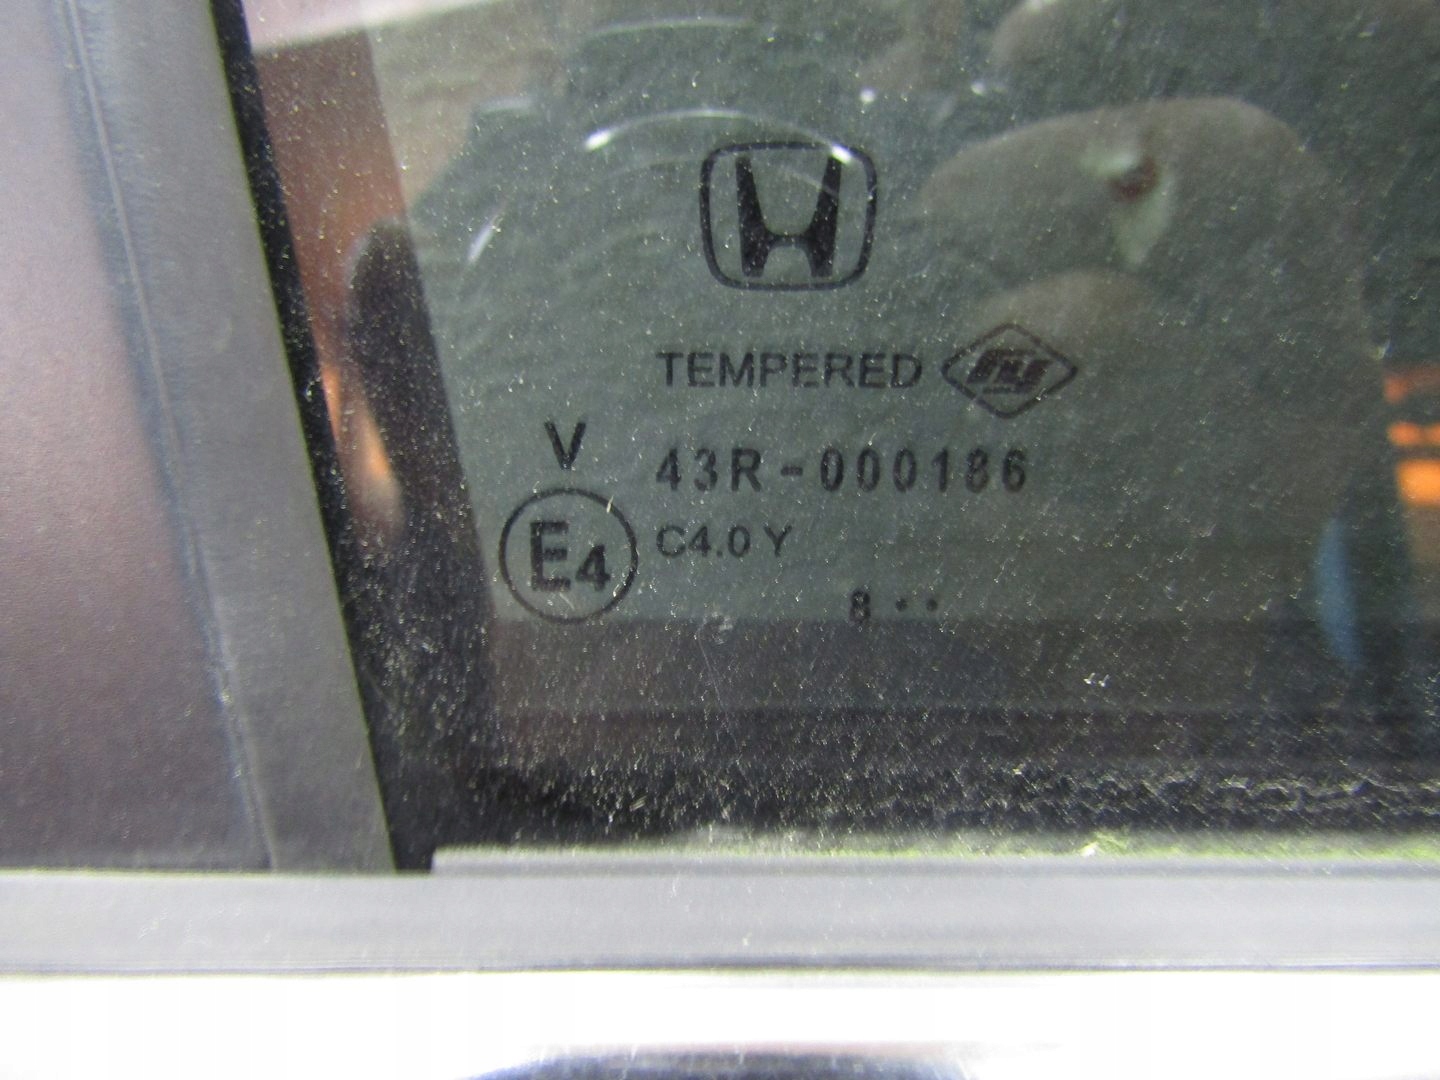 TEMPERED
V 43R-000186
E4 C4.0 Y
8 ··